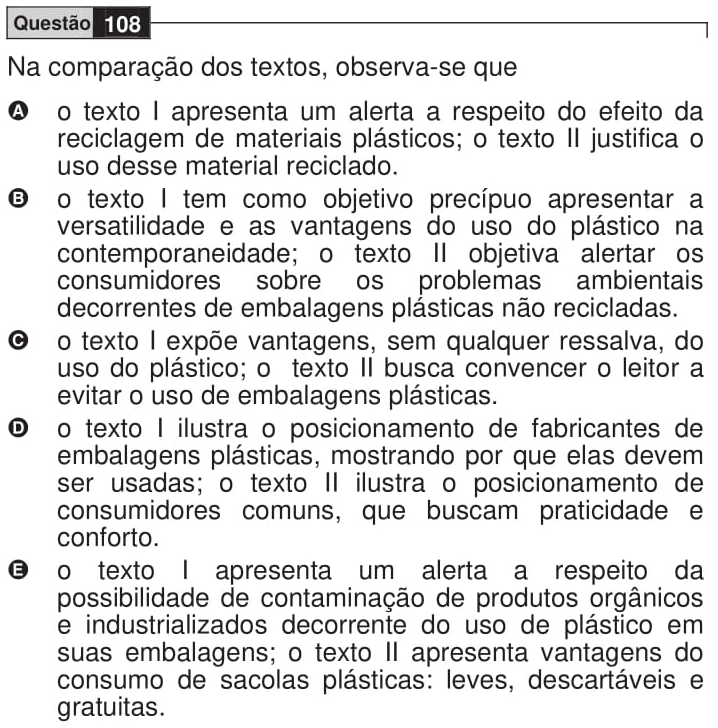 Questão 108
Na comparação dos textos, observa-se que
A o texto I apresenta um alerta a respeito do efeito da
reciclagem de materiais plásticos; o texto II justifica o
uso desse material reciclado.
B o texto I tem como objetivo precípuo apresentar a
versatilidade e as vantagens do uso do plástico na
contemporaneidade; o texto II objetiva alertar os
consumidores sobre os problemas ambientais
decorrentes de embalagens plásticas não recicladas.
C o texto I expõe vantagens, sem qualquer ressalva, do
uso do plástico; o texto II busca convencer o leitor a
evitar o uso de embalagens plásticas.
D o texto I ilustra o posicionamento de fabricantes de
embalagens plásticas, mostrando por que elas devem
ser usadas; o texto II ilustra o posicionamento de
consumidores comuns, que buscam praticidade e
conforto.
E o texto I apresenta um alerta a respeito da
possibilidade de contaminação de produtos orgânicos
e industrializados decorrente do uso de plástico em
suas embalagens; o texto II apresenta vantagens do
consumo de sacolas plásticas: leves, descartáveis e
gratuitas.